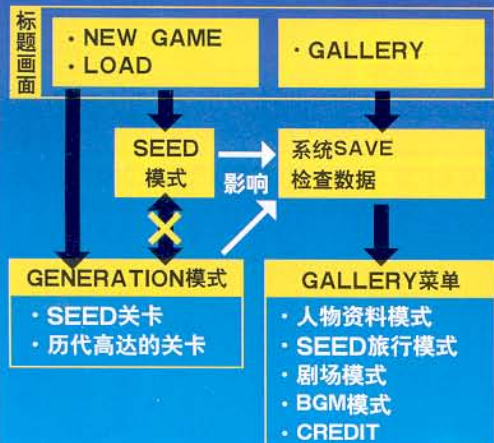 标题画面
· NEW GAME
· LOAD
· GALLERY
SEED
模式
影响
系统SAVE
检查数据
GENERATION模式
· SEED关卡
· 历代高达的关卡
GALLERY菜单
· 人物资料模式
· SEED旅行模式
· 剧场模式
· BGM模式
· CREDIT